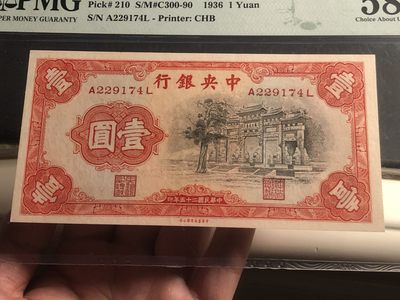 PMG
PAPER MONEY GUARANTY
Pick# 210 S/M#C300-90 1936 1 Yuan
S/N A229174L - Printer: CHB
58
Choice About U
行銀央中
A229174L
A229174L
圓壹
壹
壹
壹
壹
印年五十二國民華中